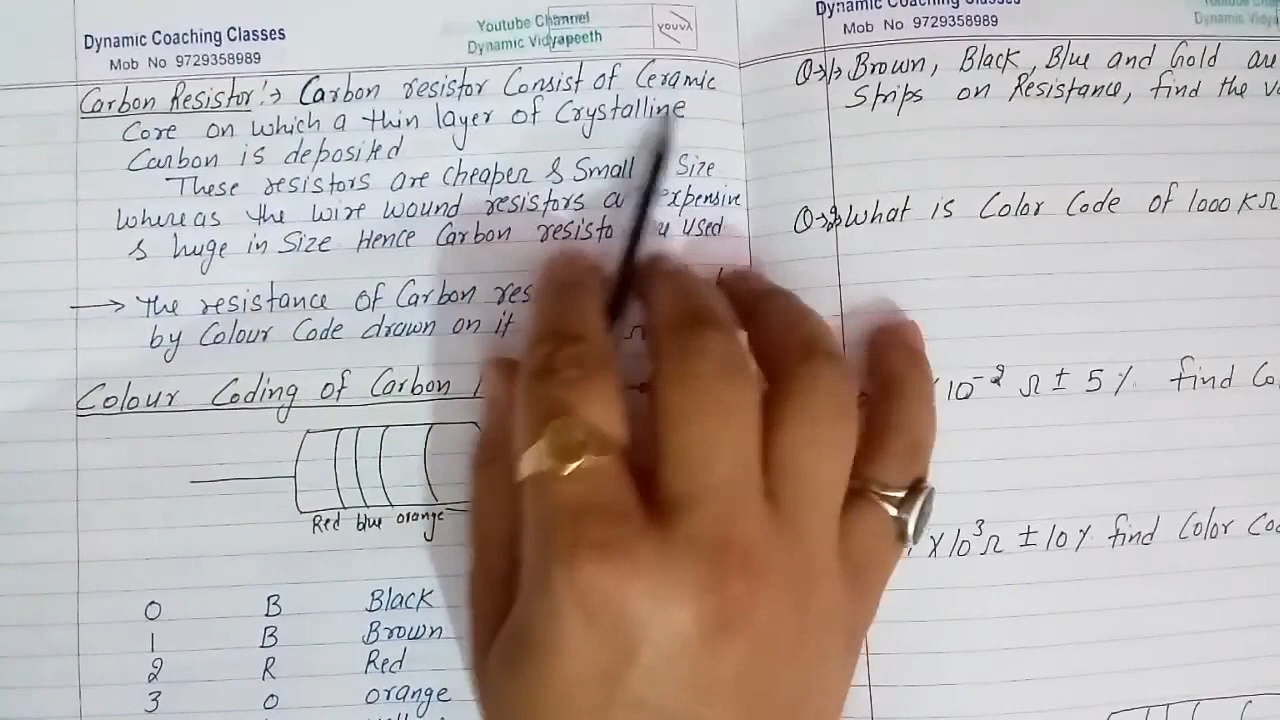 Dynamic Coaching Classes
Mob No 9729358989
Youtube Channel
Dynamic Vidyapeeth
youva
Carbon Resistor :→ Carbon resistor Consist of Ceramic
Core on which a thin layer of Crystalline
Carbon is deposited
These resistors are cheaper & Small Size
whereas the wire wound resistors
& huge in Size Hence Carbon used
→ The resistance of Carbon
by Colour Code drawn on it Ω
Colour Coding of Carbon
Red blue orange
0 B Black
1 B Brown
2 R Red
3 O orange
Dynamic Coaching Classes
Mob No 9729358989
Dynamic
Q→1→ Brown, Black, Blue and Gold
Strips on Resistance, find the
Q→2→ What is Color Code of 1000 KΩ
10⁻² Ω ± 5 % find
X10³Ω ± 10 % find Color